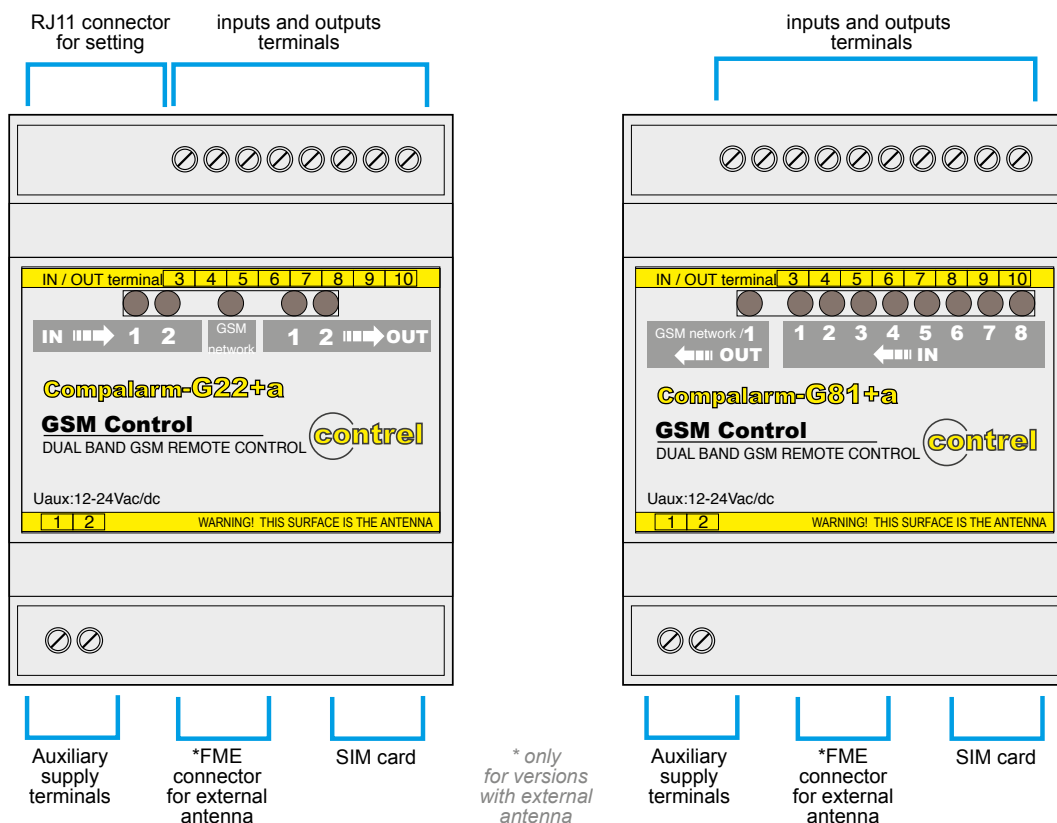 RJ11 connector
for setting
inputs and outputs
terminals
IN / OUT terminal 3 4 5 6 7 8 9 10
IN 1 2 GSM network 1 2 OUT
Compalarm-G22+a
GSM Control
DUAL BAND GSM REMOTE CONTROL
contrel
Uaux:12-24Vac/dc
1 2 WARNING! THIS SURFACE IS THE ANTENNA
Auxiliary
supply
terminals
*FME
connector
for external
antenna
SIM card
* only
for versions
with external
antenna
inputs and outputs
terminals
IN / OUT terminal 3 4 5 6 7 8 9 10
GSM network /1 1 2 3 4 5 6 7 8
OUT IN
Compalarm-G81+a
GSM Control
DUAL BAND GSM REMOTE CONTROL
contrel
Uaux:12-24Vac/dc
1 2 WARNING! THIS SURFACE IS THE ANTENNA
Auxiliary
supply
terminals
*FME
connector
for external
antenna
SIM card